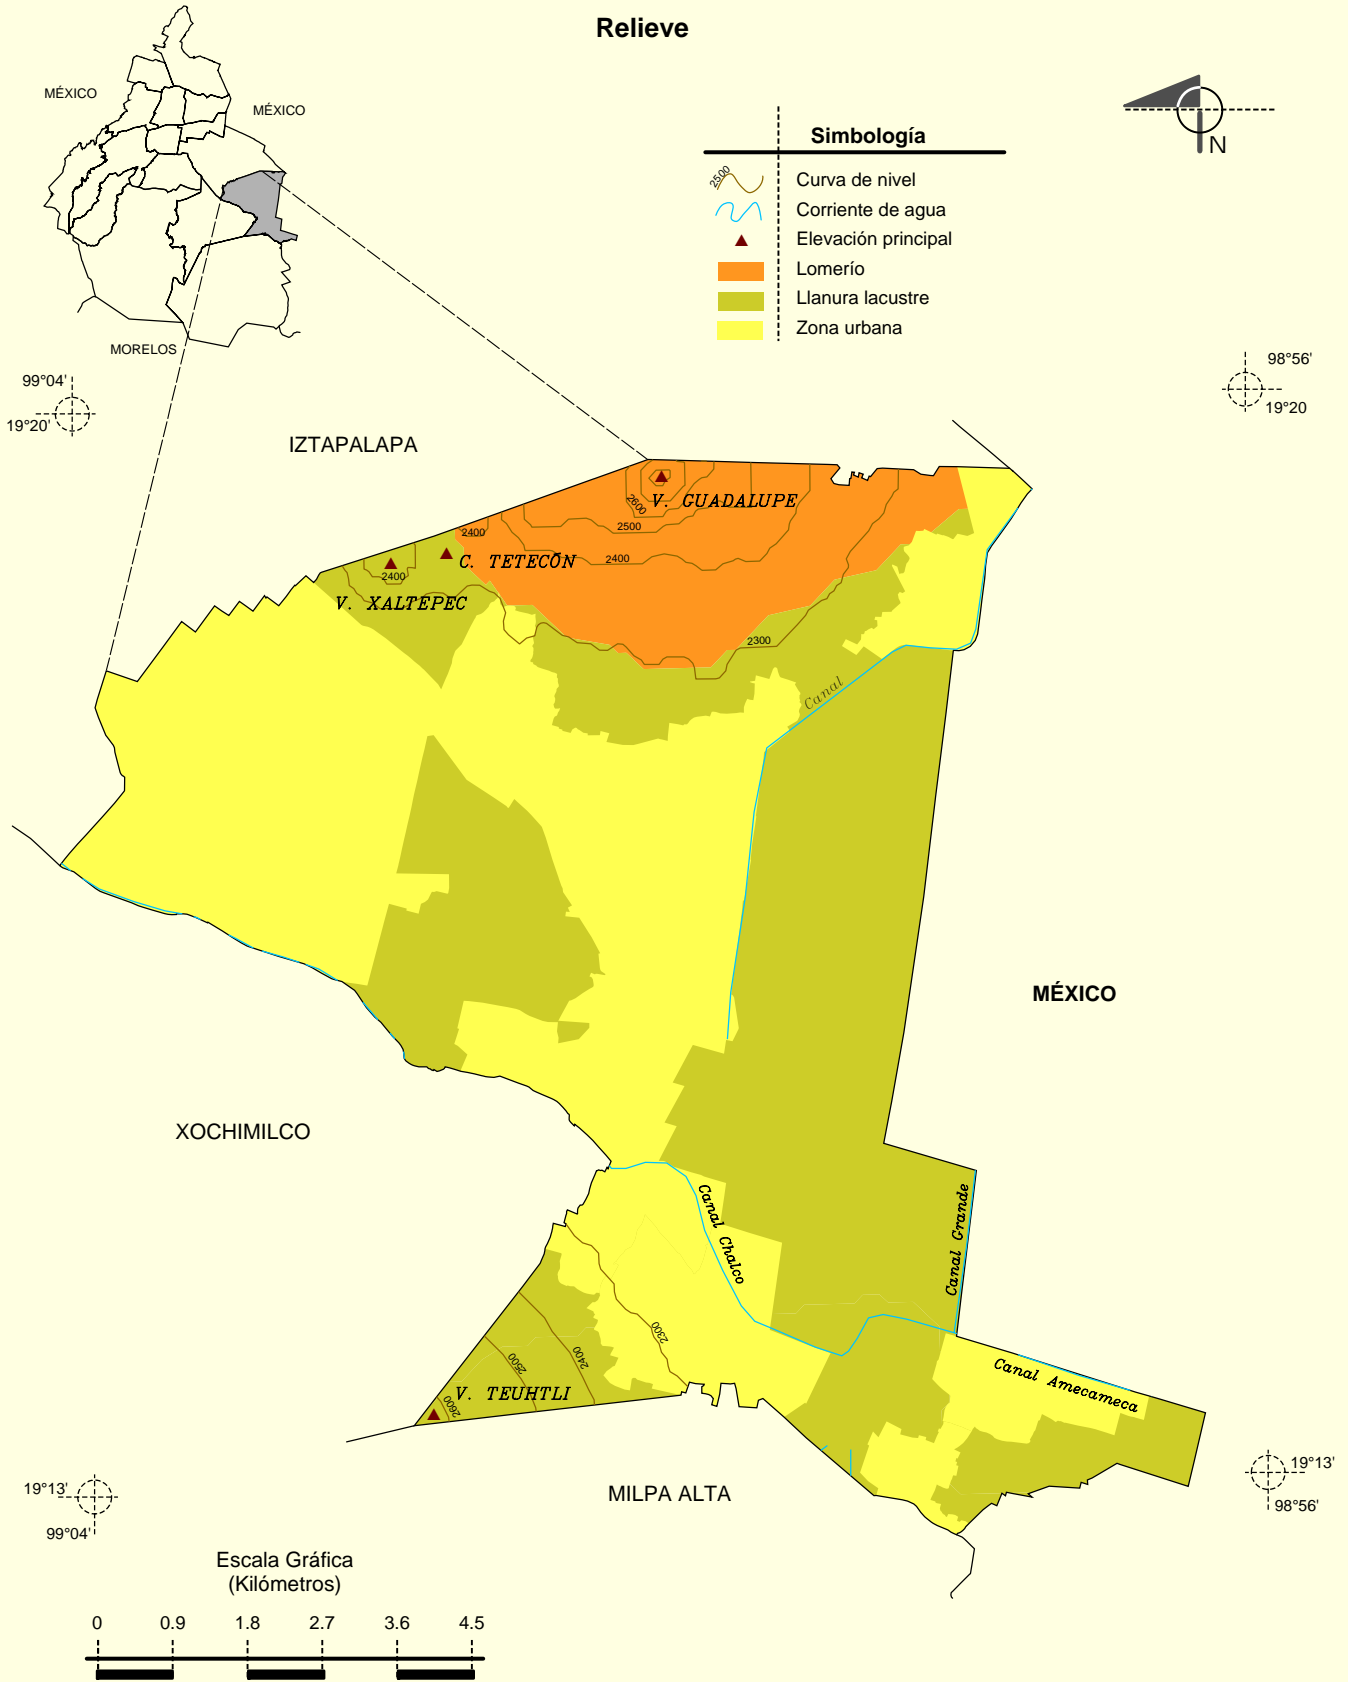 Relieve
MÉXICO
MÉXICO
MORELOS
N
Simbología
2500
Curva de nivel
Corriente de agua
Elevación principal
Lomerío
Llanura lacustre
Zona urbana
99°04'
19°20'
98°56'
19°20
IZTAPALAPA
2600
V. GUADALUPE
2500
2400
2400
C. TETECÓN
2400
V. XALTEPEC
2300
Canal
MÉXICO
XOCHIMILCO
Canal Chalco
Canal Grande
2300
2400
2500
2600
V. TEUHTLI
Canal Amecameca
MILPA ALTA
19°13'
99°04'
19°13'
98°56'
Escala Gráfica
(Kilómetros)
0 0.9 1.8 2.7 3.6 4.5